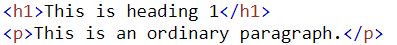 <h1>This is heading 1</h1>
<p>This is an ordinary paragraph.</p>